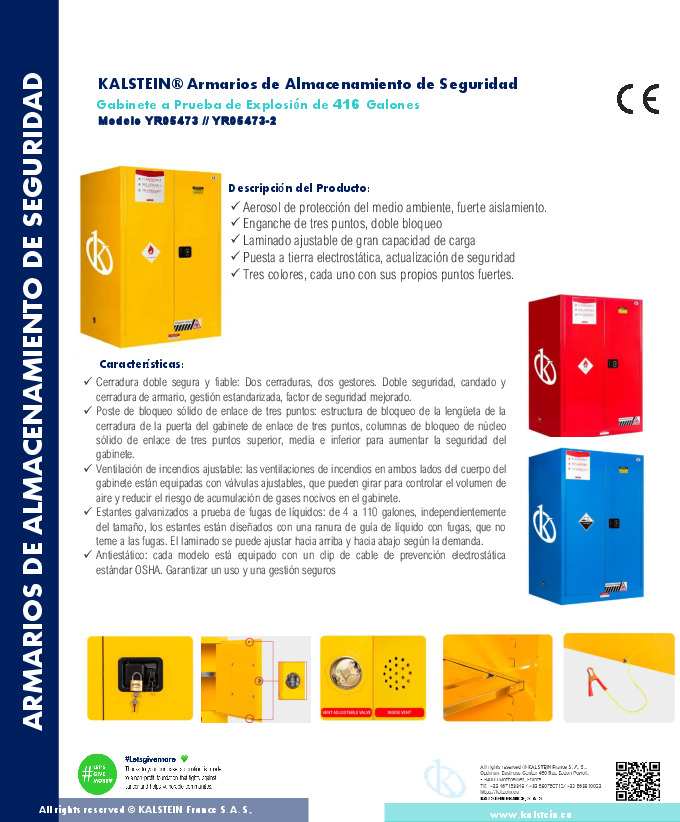 ARMARIOS DE ALMACENAMIENTO DE SEGURIDAD
KALSTEIN® Armarios de Almacenamiento de Seguridad
Gabinete a Prueba de Explosión de 416 Galones
Modelo YR05473 // YR05473-2
CE
Descripción del Producto:
✓ Aerosol de protección del medio ambiente, fuerte aislamiento.
✓ Enganche de tres puntos, doble bloqueo
✓ Laminado ajustable de gran capacidad de carga
✓ Puesta a tierra electrostática, actualización de seguridad
✓ Tres colores, cada uno con sus propios puntos fuertes.
Características:
✓ Cerradura doble segura y fiable: Dos cerraduras, dos gestores. Doble seguridad, candado y
cerradura de armario, gestión estandarizada, factor de seguridad mejorado.
✓ Poste de bloqueo sólido de enlace de tres puntos: estructura de bloqueo de la lengüeta de la
cerradura de la puerta del gabinete de enlace de tres puntos, columnas de bloqueo de núcleo
sólido de enlace de tres puntos superior, media e inferior para aumentar la seguridad del
gabinete.
✓ Ventilación de incendios ajustable: las ventilaciones de incendios en ambos lados del cuerpo del
gabinete están equipadas con válvulas ajustables, que pueden girar para controlar el volumen de
aire y reducir el riesgo de acumulación de gases nocivos en el gabinete.
✓ Estantes galvanizados a prueba de fugas de líquidos: de 4 a 110 galones, independientemente
del tamaño, los estantes están diseñados con una ranura de guía de líquido con fugas, que no
teme a las fugas. El laminado se puede ajustar hacia arriba y hacia abajo según la demanda.
✓ Antiestático: cada modelo está equipado con un clip de cable de prevención electrostática
estándar OSHA. Garantizar un uso y una gestión seguros
VENT ADJUSTABLE VALVE
INSIDE VENT
#LET'S
GIVE
MORE
#Letsgivemore
All rights reserved ® KALSTEIN France S. A. S.,
KALSTEIN FRANCE, S. A. S
All rights reserved © KALSTEIN France S. A. S.,
www.kalstein.eu